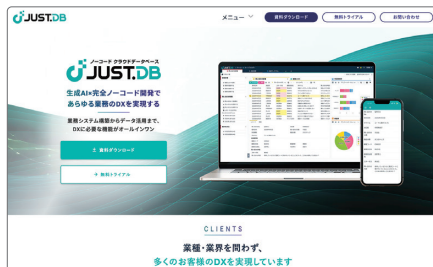 JUST.DB
メニュー
資料ダウンロード
無料トライアル
お問い合わせ
ノーコード クラウドデータベース
JUST.DB
生成AI×完全ノーコード開発で
あらゆる業務のDXを実現する
業務システム構築からデータ活用まで、
DXに必要な機能がオールインワン
資料ダウンロード
無料トライアル
CLIENTS
業種・業界を問わず、
多くのお客様のDXを実現しています